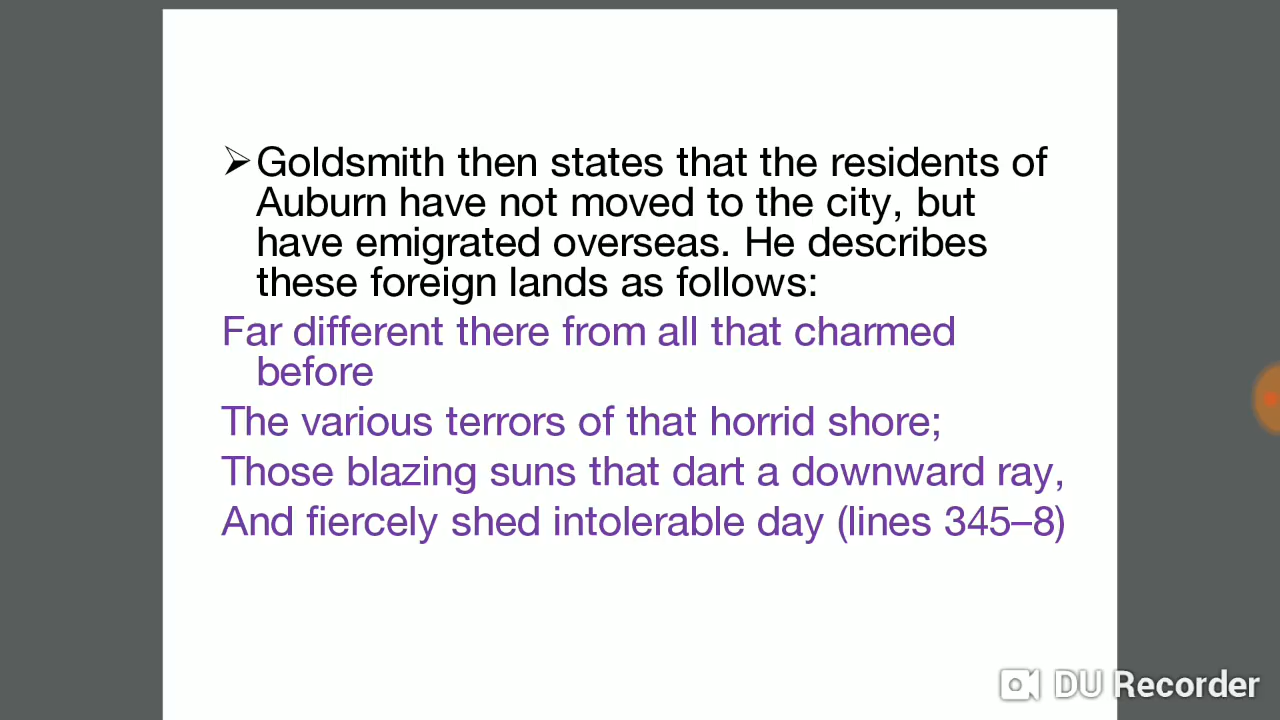 ➢Goldsmith then states that the residents of
Auburn have not moved to the city, but
have emigrated overseas. He describes
these foreign lands as follows:
Far different there from all that charmed
before
The various terrors of that horrid shore;
Those blazing suns that dart a downward ray,
And fiercely shed intolerable day (lines 345–8)
DU Recorder